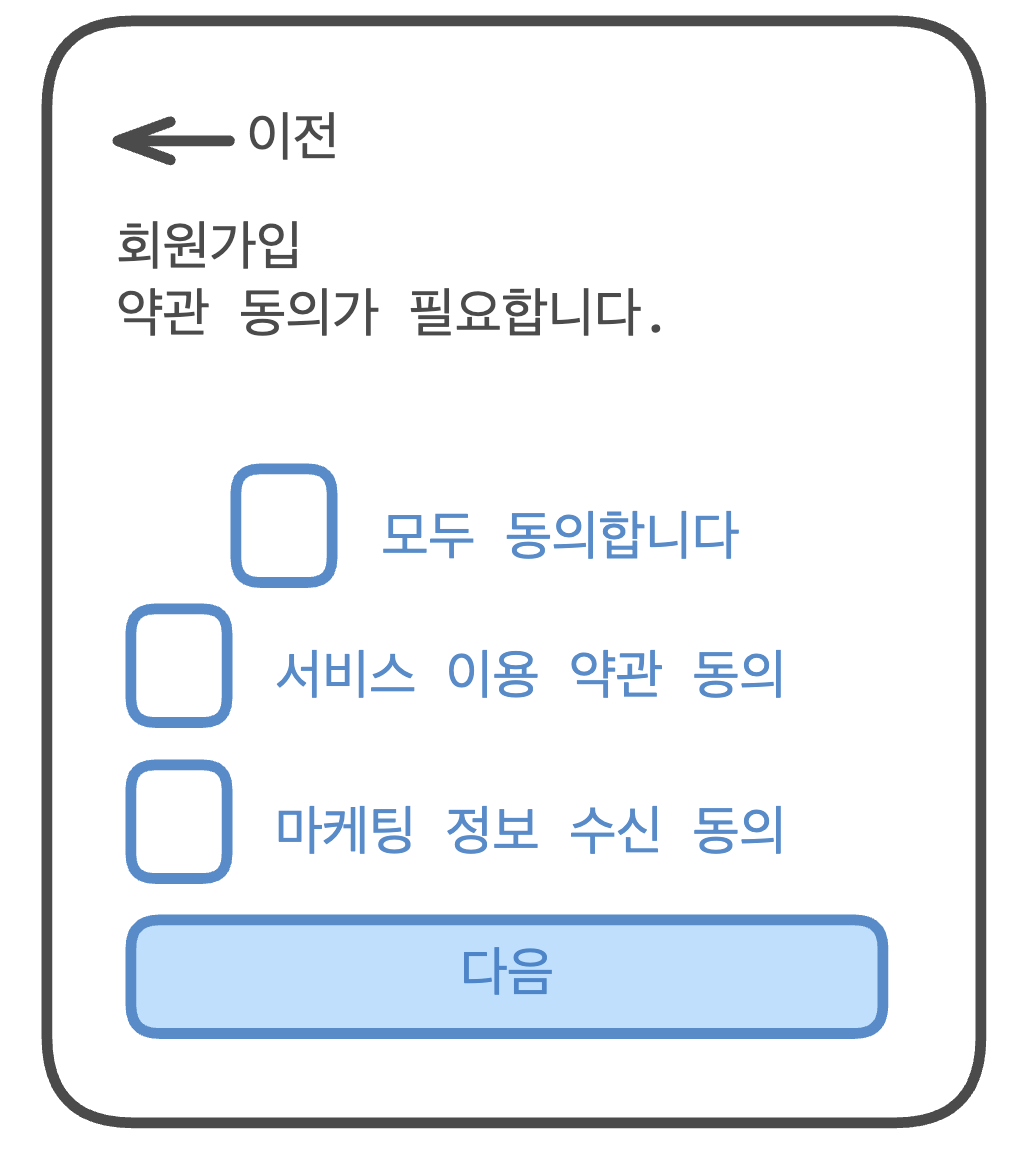 이전
회원가입
약관 동의가 필요합니다.
모두 동의합니다
서비스 이용 약관 동의
마케팅 정보 수신 동의
다음